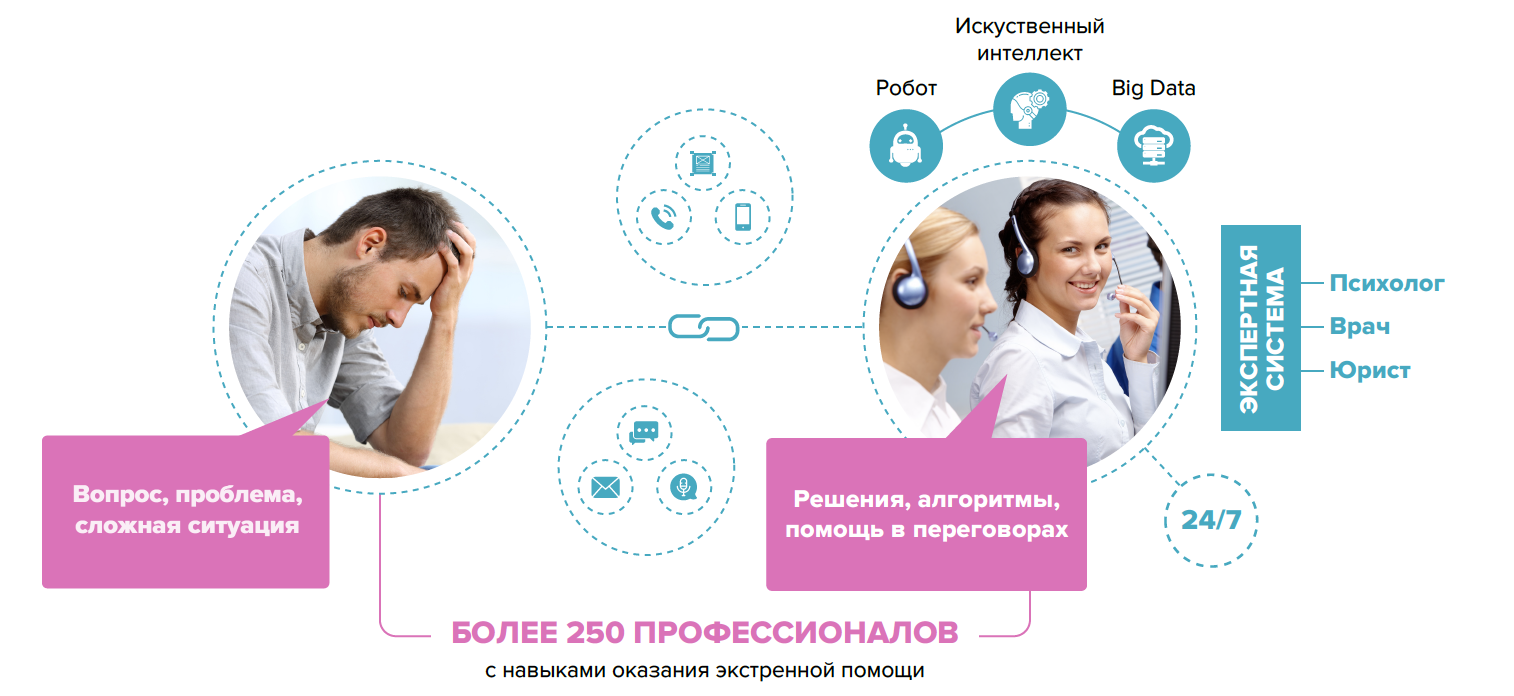 Искуственный
интеллект
Робот
Big Data
ЭКСПЕРТНАЯ
СИСТЕМА
Психолог
Врач
Юрист
Вопрос, проблема,
сложная ситуация
Решения, алгоритмы,
помощь в переговорах
24/7
БОЛЕЕ 250 ПРОФЕССИОНАЛОВ
с навыками оказания экстренной помощи